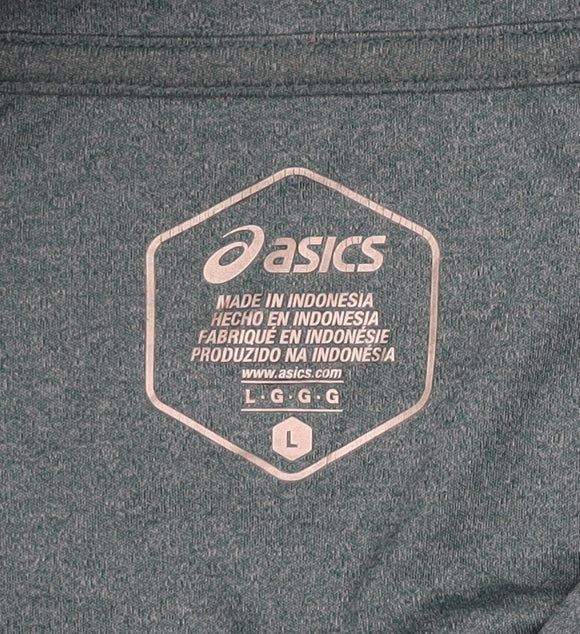 asics
MADE IN INDONESIA
HECHO EN INDONESIA
FABRIQUÉ EN INDONÉSIE
PRODUZIDO NA INDONÉSIA
www.asics.com
L·G·G·G
L